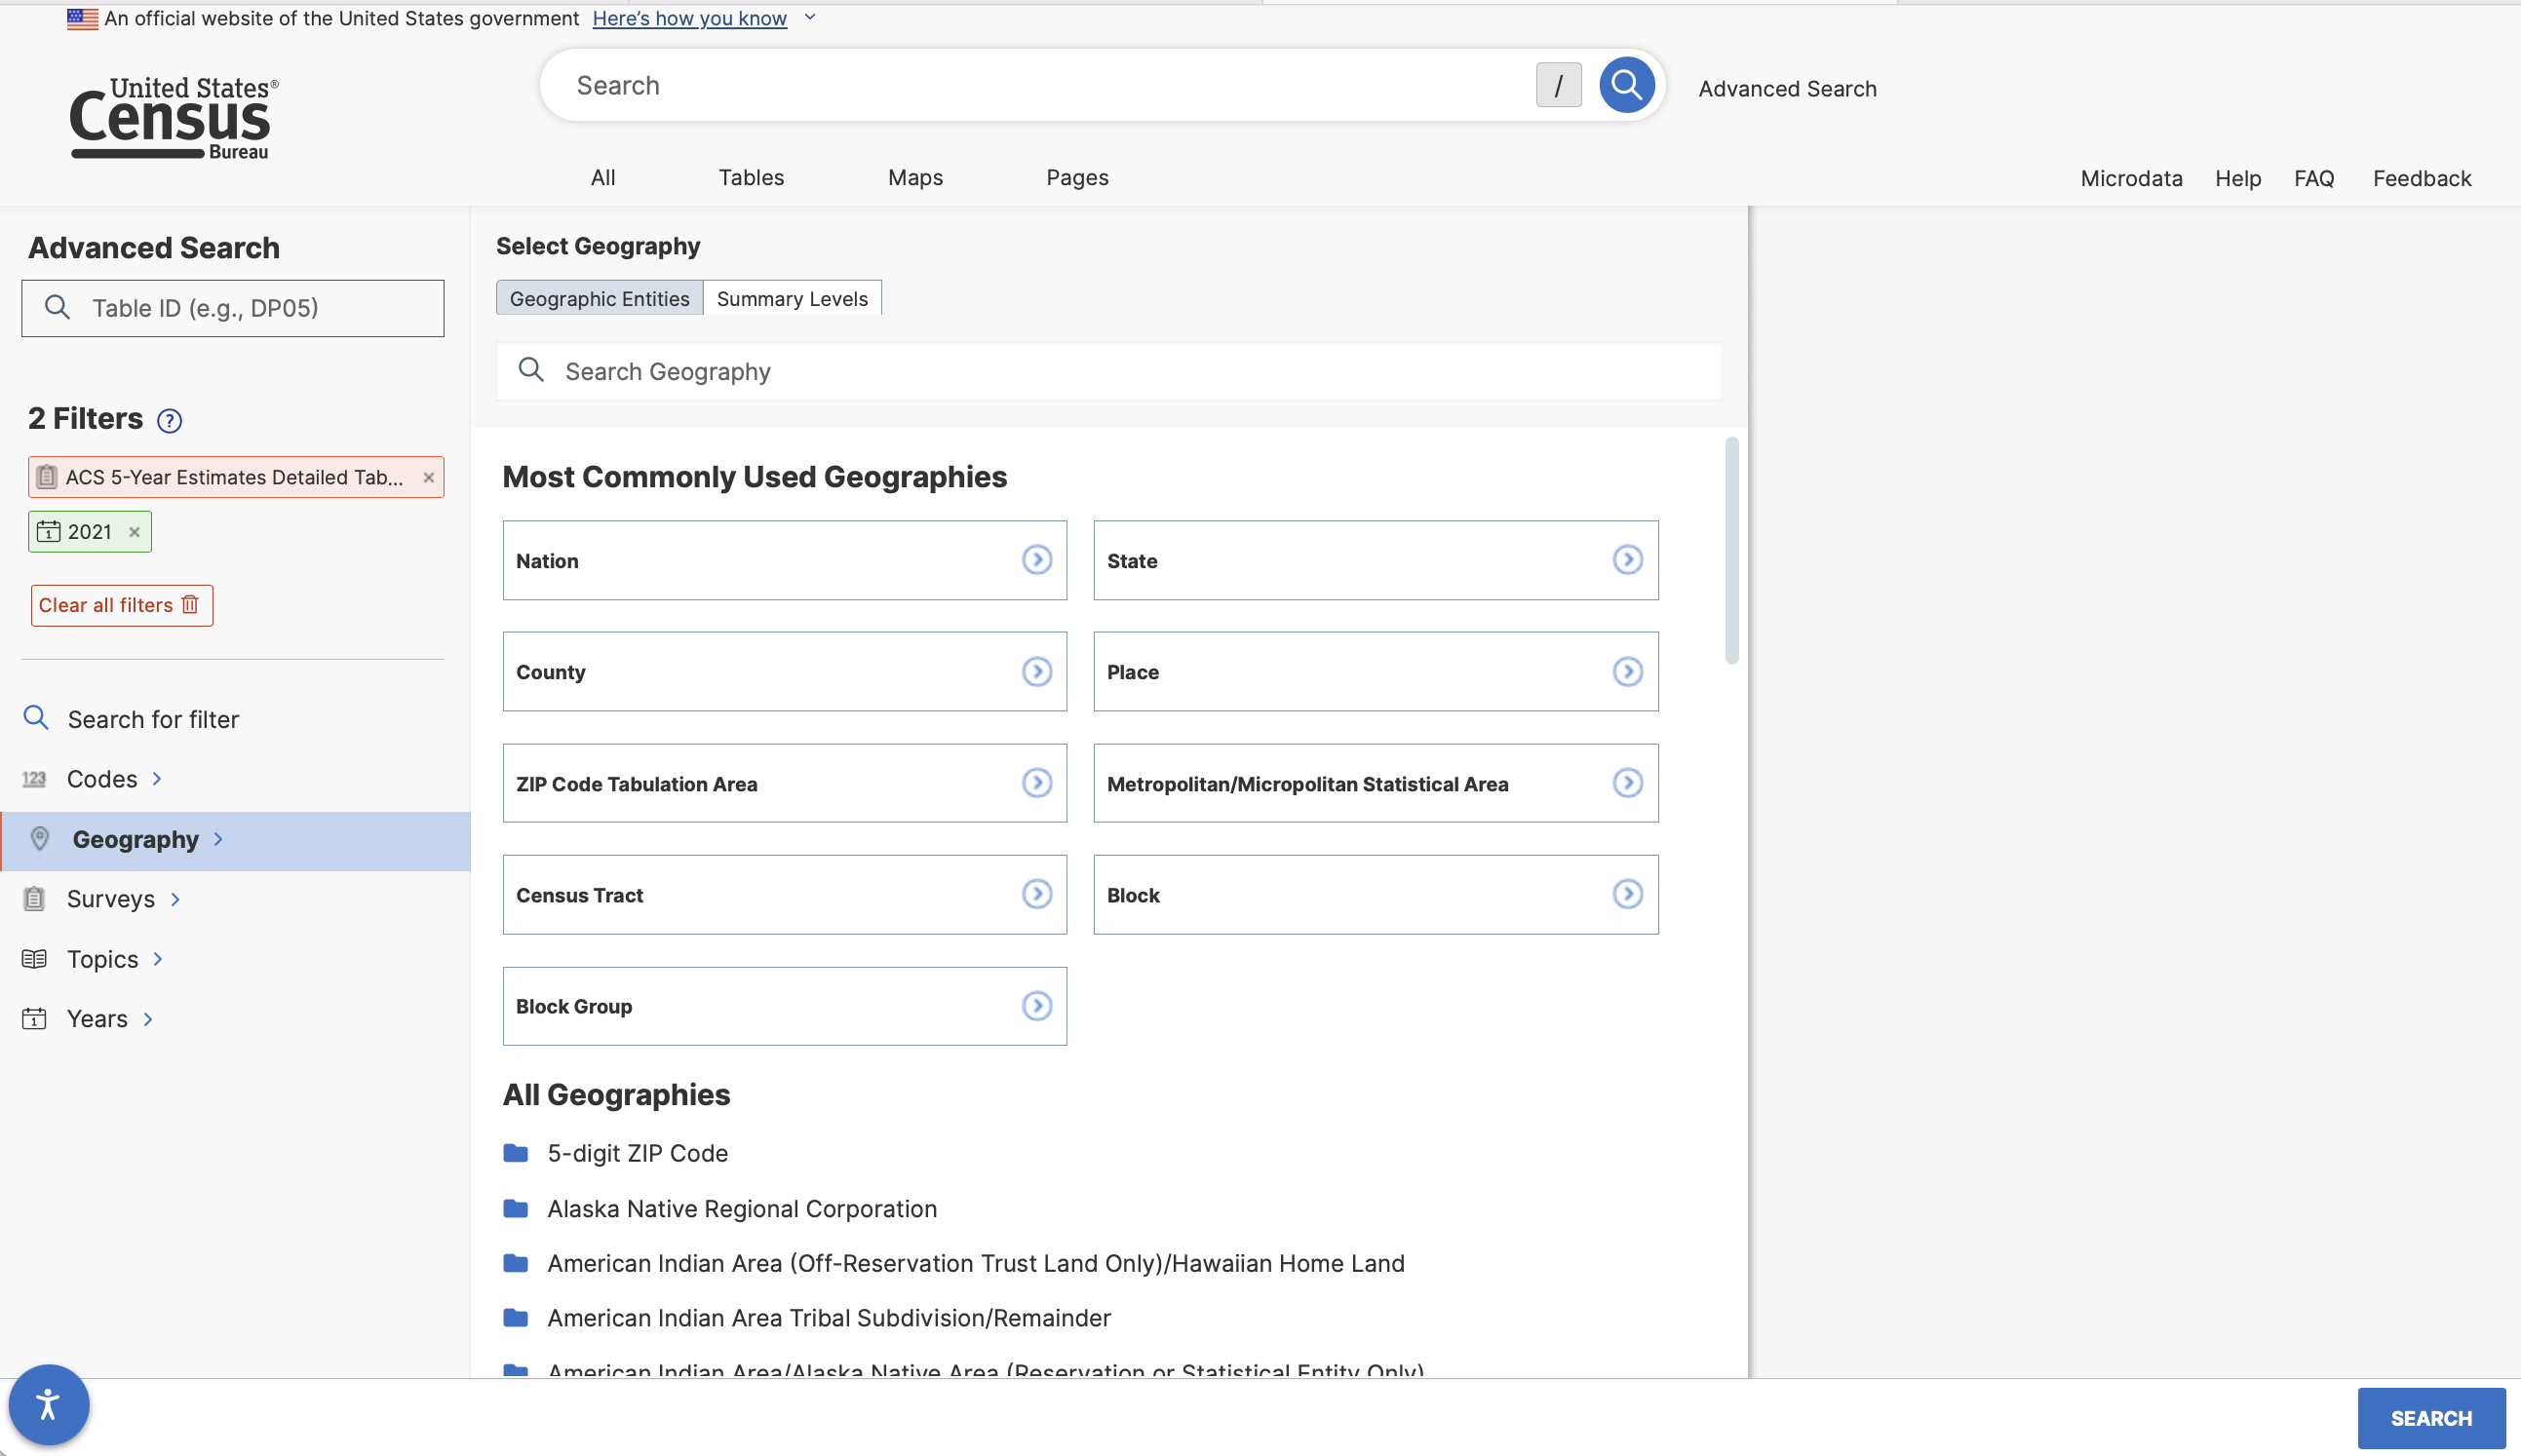 An official website of the United States government Here's how you know
United States®
Census
Bureau
Search /
Advanced Search
All Tables Maps Pages
Microdata Help FAQ Feedback
Advanced Search
Table ID (e.g., DP05)
2 Filters ?
ACS 5-Year Estimates Detailed Tab... ×
1 2021 ×
Clear all filters
Search for filter
123 Codes
Geography
Surveys
Topics
1 Years
Select Geography
Geographic Entities Summary Levels
Search Geography
Most Commonly Used Geographies
Nation State
County Place
ZIP Code Tabulation Area Metropolitan/Micropolitan Statistical Area
Census Tract Block
Block Group
All Geographies
5-digit ZIP Code
Alaska Native Regional Corporation
American Indian Area (Off-Reservation Trust Land Only)/Hawaiian Home Land
American Indian Area Tribal Subdivision/Remainder
American Indian Area/Alaska Native Area (Reservation or Statistical Entity Only)
SEARCH